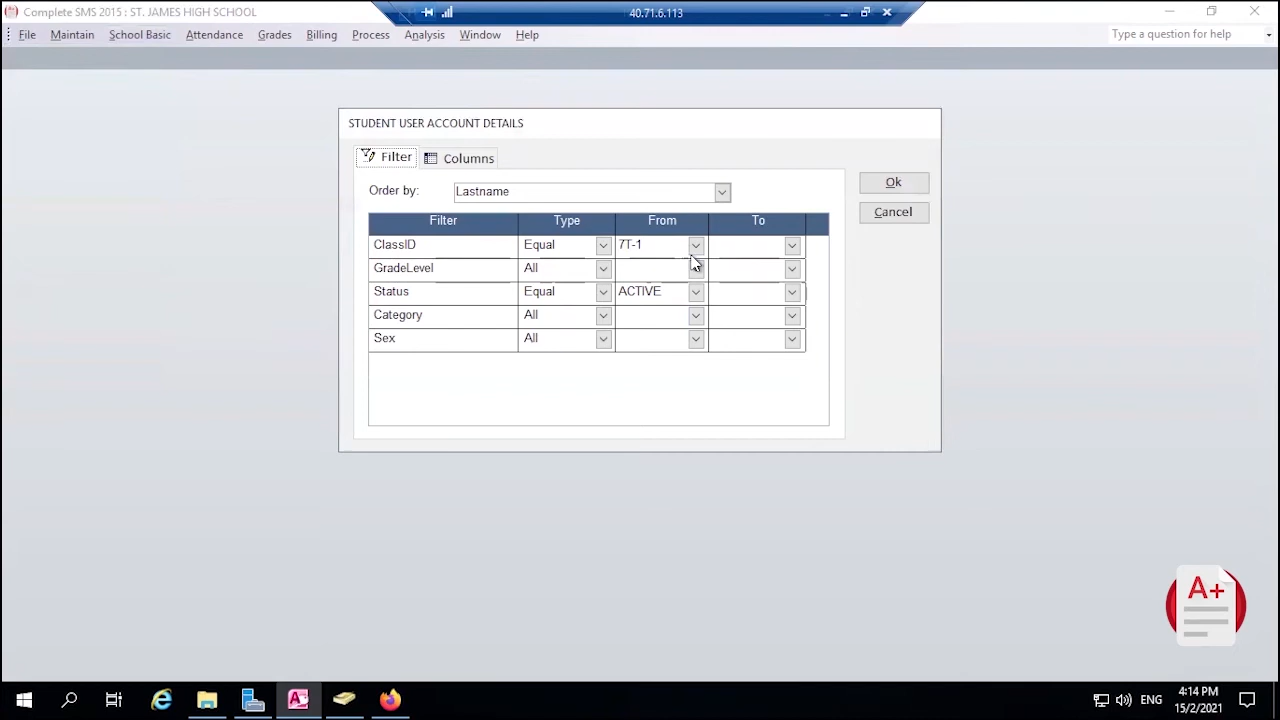 Complete SMS 2015 : ST. JAMES HIGH SCHOOL
40.71.6.113
File Maintain School Basic Attendance Grades Billing Process Analysis Window Help
Type a question for help
STUDENT USER ACCOUNT DETAILS
Filter Columns
Order by: Lastname
Ok
Cancel
Filter Type From To
ClassID Equal 7T-1
GradeLevel All
Status Equal ACTIVE
Category All
Sex All
A+
ENG
4:14 PM
15/2/2021